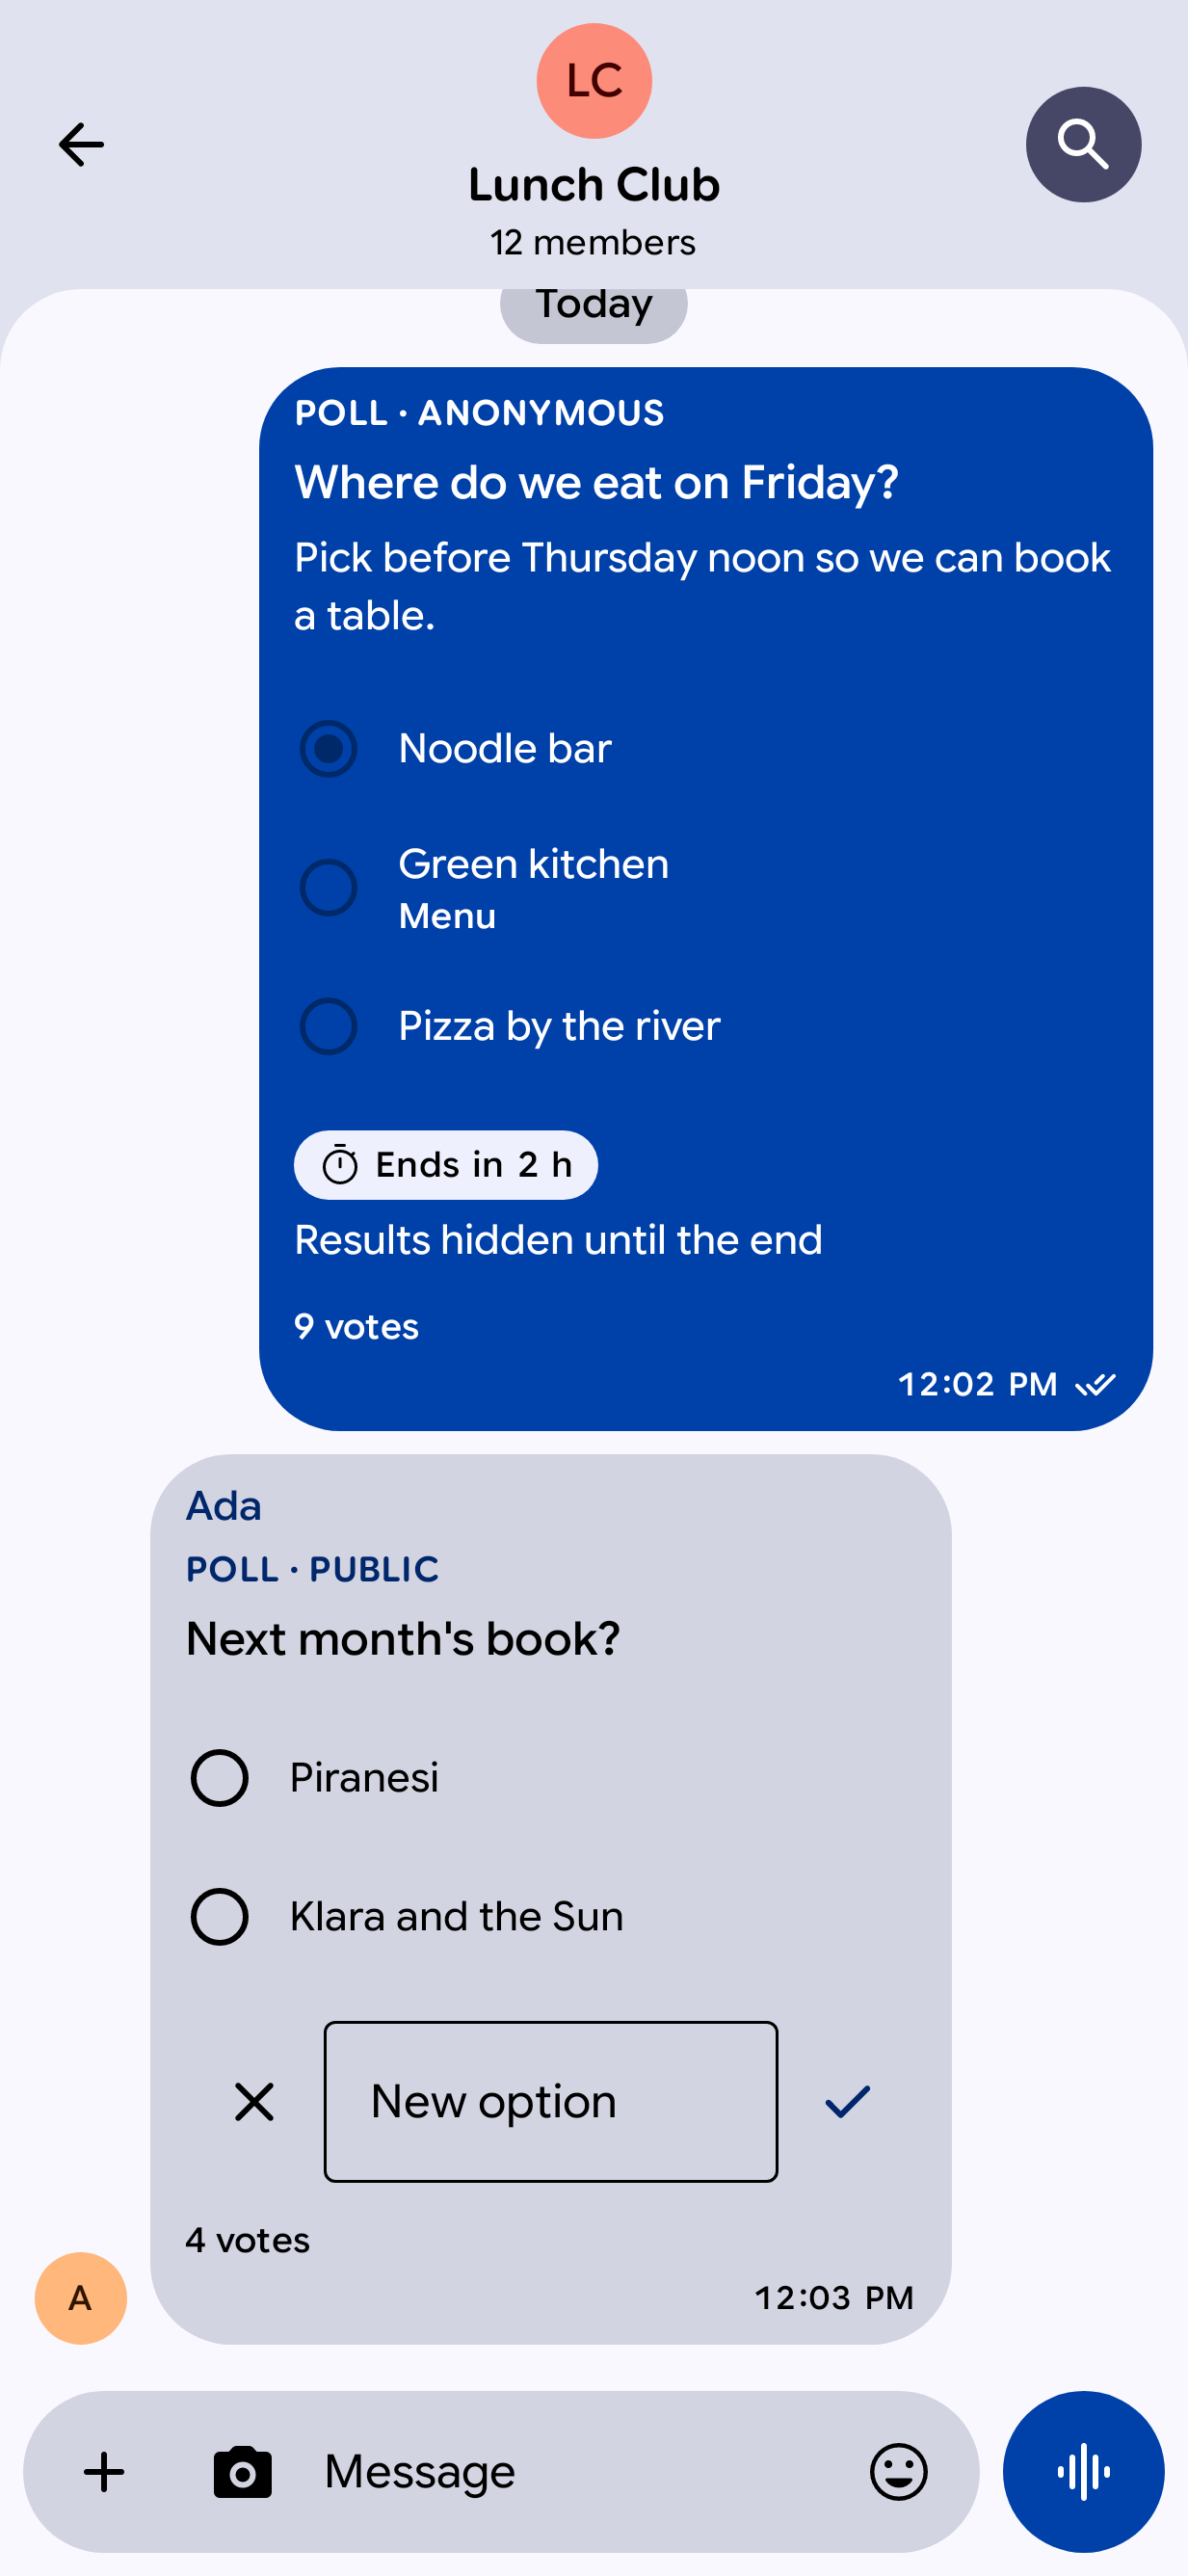 LC
Lunch Club
12 members
Today
POLL · ANONYMOUS
Where do we eat on Friday?
Pick before Thursday noon so we can book
a table.
Noodle bar
Green kitchen
Menu
Pizza by the river
Ends in 2 h
Results hidden until the end
9 votes
12:02 PM
Ada
POLL · PUBLIC
Next month's book?
Piranesi
Klara and the Sun
New option
4 votes
A
12:03 PM
Message